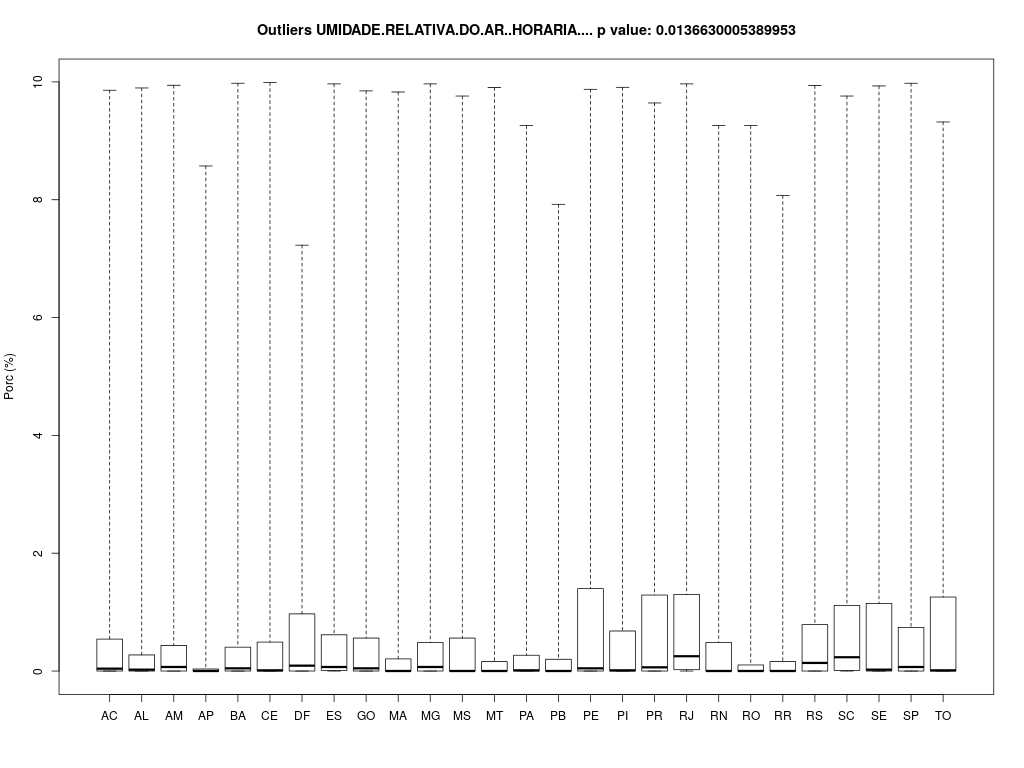 Outliers UMIDADE.RELATIVA.DO.AR..HORARIA.... p value: 0.0136630005389953
10
8
6
4
2
0
Porc (%)
AC AL AM AP BA CE DF ES GO MA MG MS MT PA PB PE PI PR RJ RN RO RR RS SC SE SP TO